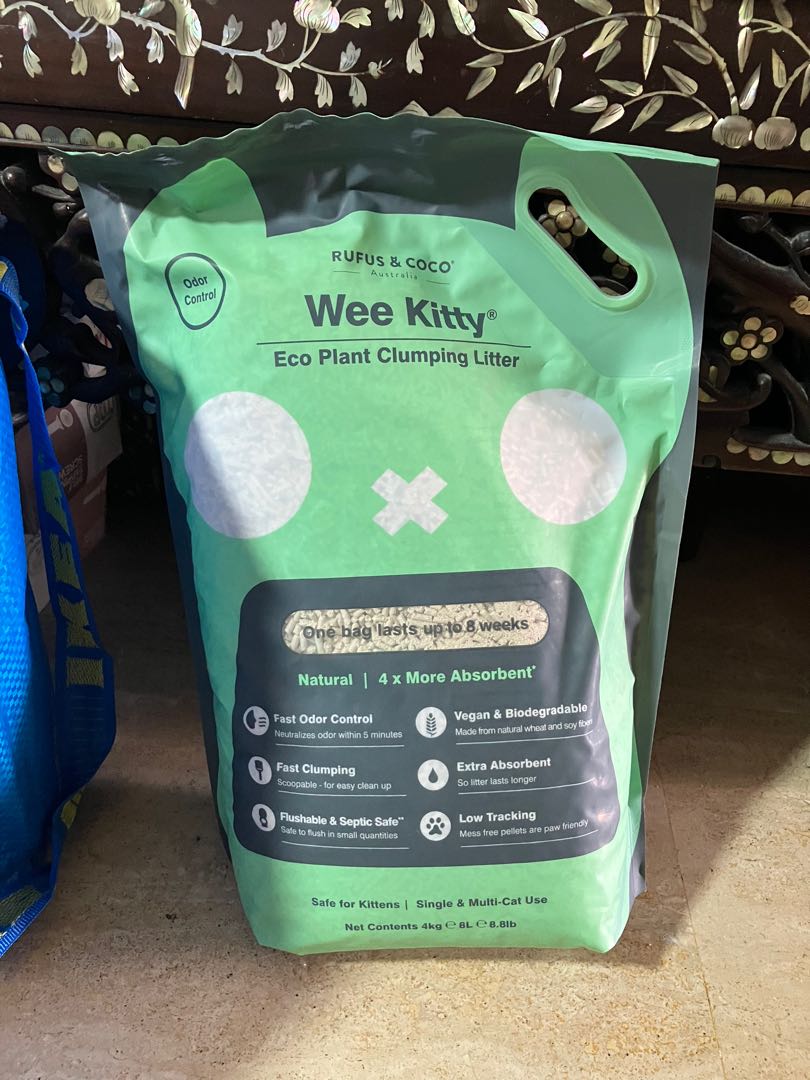 RUFUS & COCO®
Australia
Odor
Control
Wee Kitty®
Eco Plant Clumping Litter
One bag lasts up to 8 weeks
Natural | 4 x More Absorbent*
Fast Odor Control
Neutralizes odor within 5 minutes
Vegan & Biodegradable
Made from natural wheat and soy fibers
Fast Clumping
Scoopable - for easy clean up
Extra Absorbent
So litter lasts longer
Flushable & Septic Safe**
Safe to flush in small quantities
Low Tracking
Mess free pellets are paw friendly
Safe for Kittens | Single & Multi-Cat Use
Net Contents 4kg ℮ 8L ℮ 8.8lb
IKEA